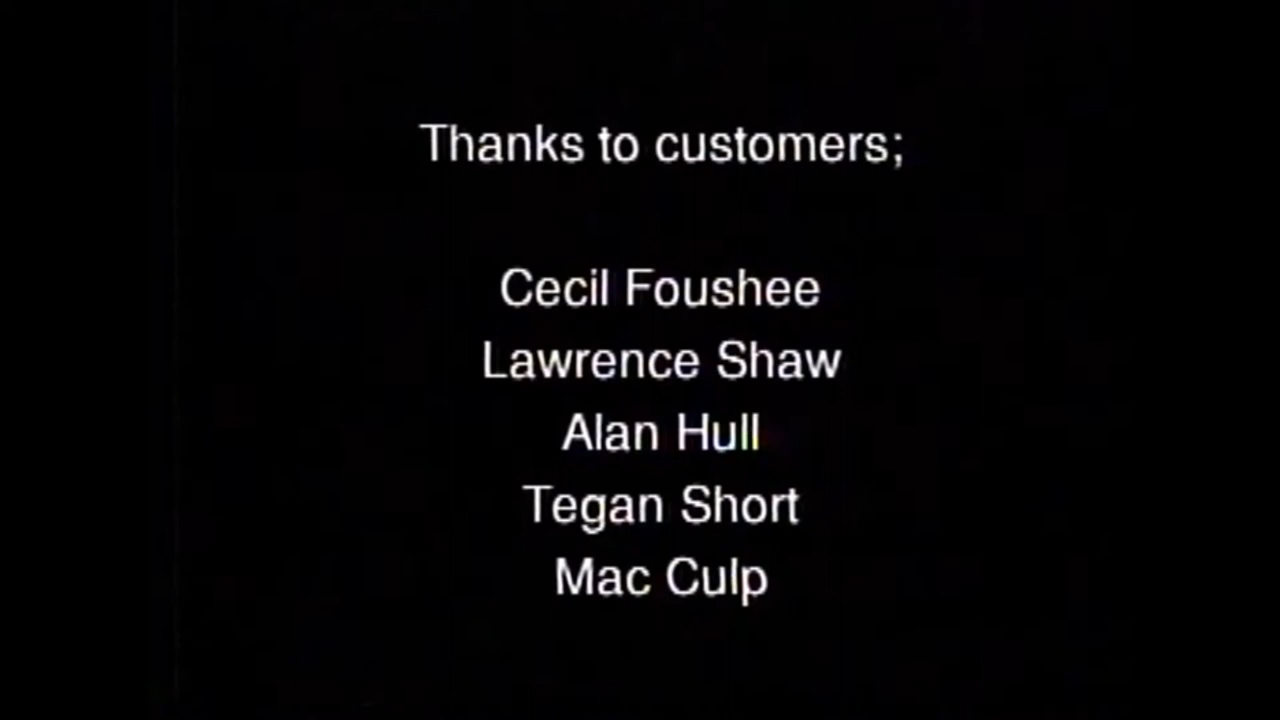 Thanks to customers;
Cecil Foushee
Lawrence Shaw
Alan Hull
Tegan Short
Mac Culp